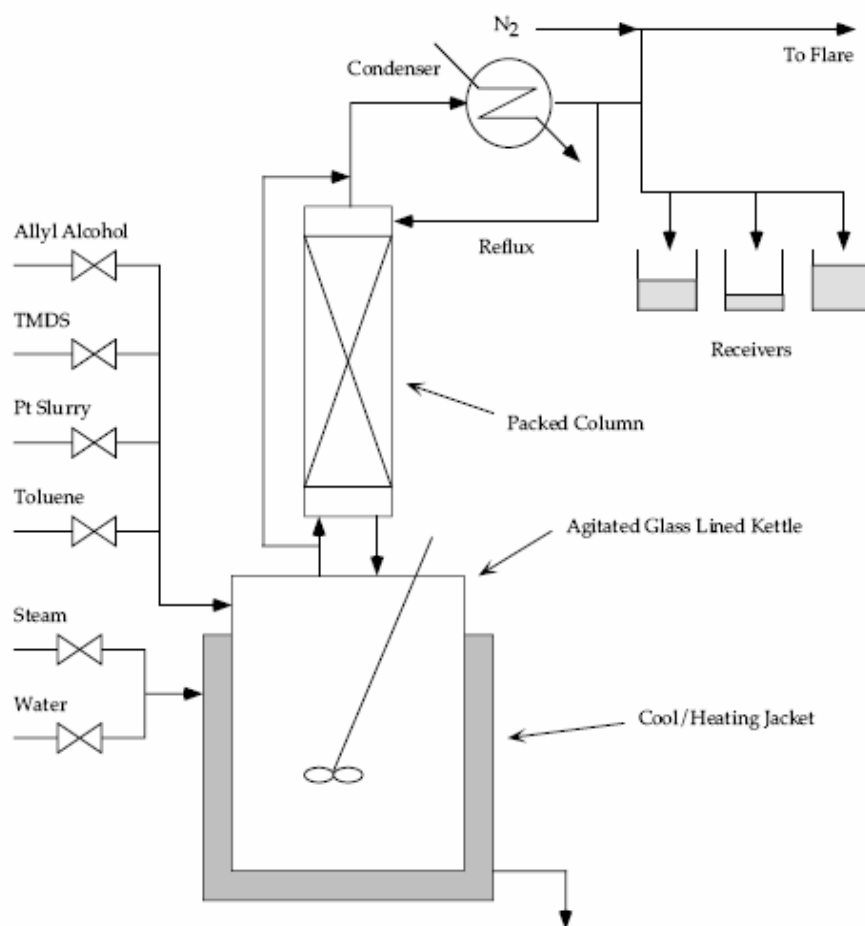 N2
To Flare
Condenser
Allyl Alcohol
Reflux
TMDS
Receivers
Pt Slurry
Packed Column
Toluene
Agitated Glass Lined Kettle
Steam
Water
Cool/Heating Jacket